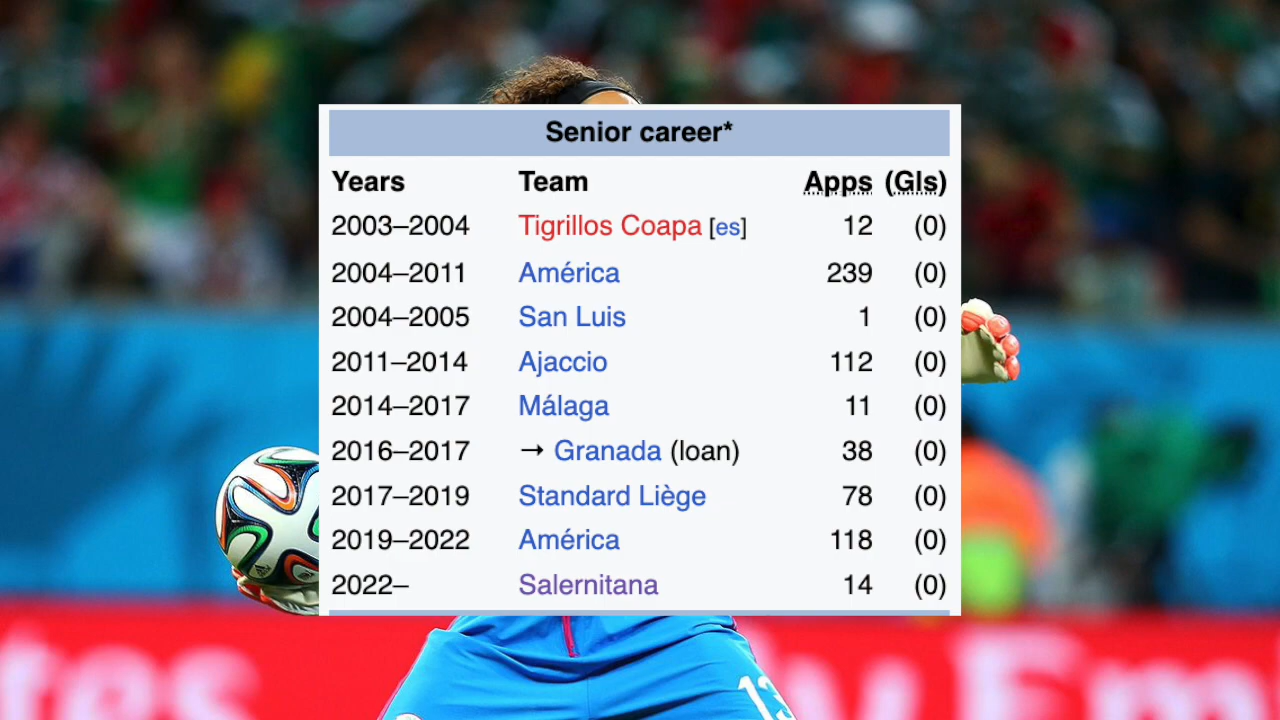 Senior career*
Years Team Apps (Gls)
2003–2004 Tigrillos Coapa [es] 12 (0)
2004–2011 América 239 (0)
2004–2005 San Luis 1 (0)
2011–2014 Ajaccio 112 (0)
2014–2017 Málaga 11 (0)
2016–2017 → Granada (loan) 38 (0)
2017–2019 Standard Liège 78 (0)
2019–2022 América 118 (0)
2022– Salernitana 14 (0)
13